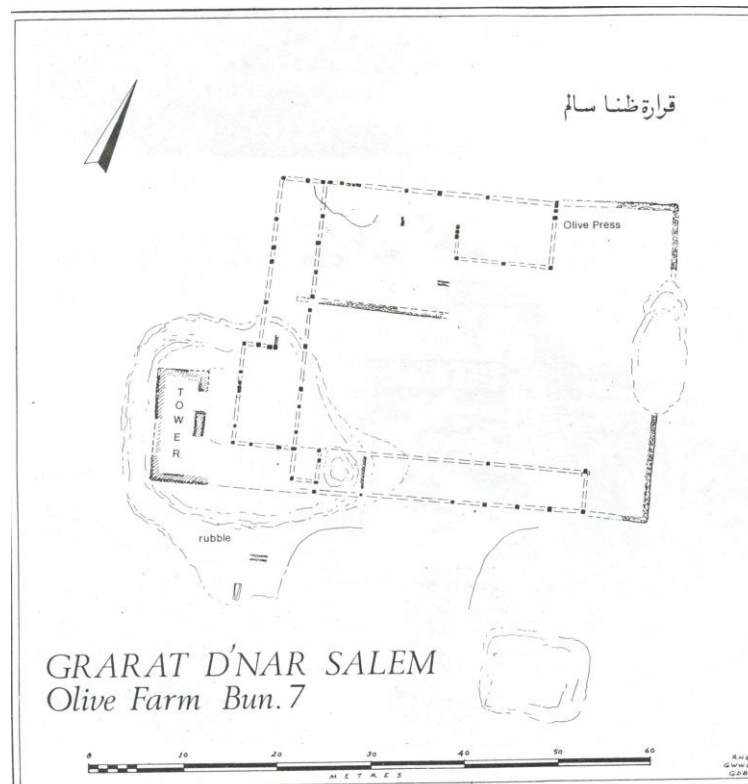 قرارة ظنا سالم
Olive Press
TOWER
rubble
GRARAT D'NAR SALEM
Olive Farm Bun. 7
0 10 20 30 40 50 60
METRES